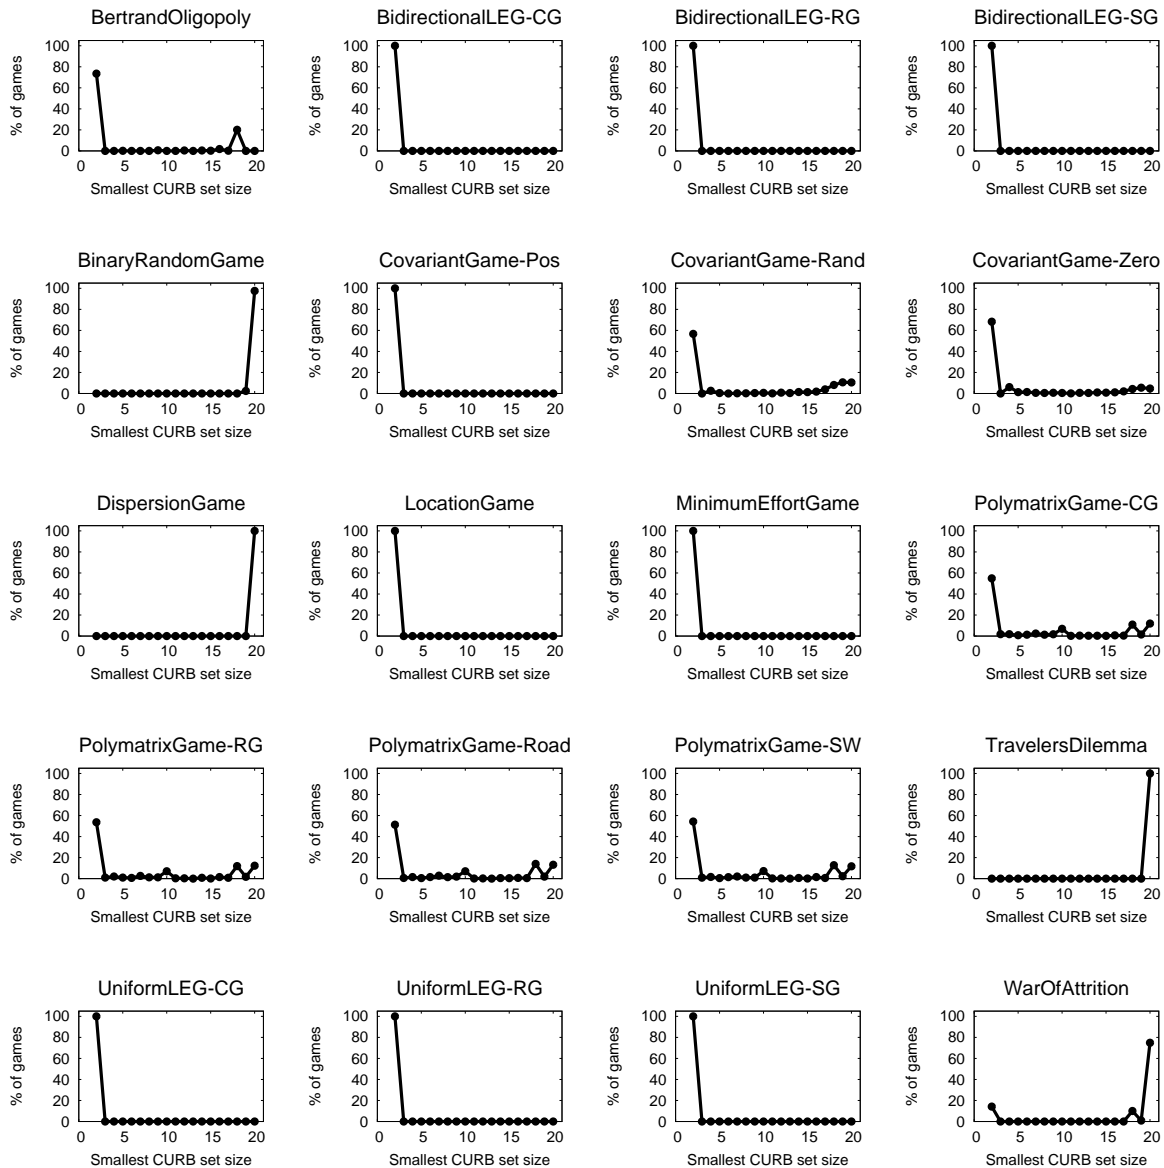 BertrandOligopoly BidirectionalLEG-CG BidirectionalLEG-RG BidirectionalLEG-SG
% of games 100 80 60 40 20 0 % of games 100 80 60 40 20 0 % of games 100 80 60 40 20 0 % of games 100 80 60 40 20 0
0 5 10 15 20 0 5 10 15 20 0 5 10 15 20 0 5 10 15 20
Smallest CURB set size Smallest CURB set size Smallest CURB set size Smallest CURB set size
BinaryRandomGame CovariantGame-Pos CovariantGame-Rand CovariantGame-Zero
% of games 100 80 60 40 20 0 % of games 100 80 60 40 20 0 % of games 100 80 60 40 20 0 % of games 100 80 60 40 20 0
0 5 10 15 20 0 5 10 15 20 0 5 10 15 20 0 5 10 15 20
Smallest CURB set size Smallest CURB set size Smallest CURB set size Smallest CURB set size
DispersionGame LocationGame MinimumEffortGame PolymatrixGame-CG
% of games 100 80 60 40 20 0 % of games 100 80 60 40 20 0 % of games 100 80 60 40 20 0 % of games 100 80 60 40 20 0
0 5 10 15 20 0 5 10 15 20 0 5 10 15 20 0 5 10 15 20
Smallest CURB set size Smallest CURB set size Smallest CURB set size Smallest CURB set size
PolymatrixGame-RG PolymatrixGame-Road PolymatrixGame-SW TravelersDilemma
% of games 100 80 60 40 20 0 % of games 100 80 60 40 20 0 % of games 100 80 60 40 20 0 % of games 100 80 60 40 20 0
0 5 10 15 20 0 5 10 15 20 0 5 10 15 20 0 5 10 15 20
Smallest CURB set size Smallest CURB set size Smallest CURB set size Smallest CURB set size
UniformLEG-CG UniformLEG-RG UniformLEG-SG WarOfAttrition
% of games 100 80 60 40 20 0 % of games 100 80 60 40 20 0 % of games 100 80 60 40 20 0 % of games 100 80 60 40 20 0
0 5 10 15 20 0 5 10 15 20 0 5 10 15 20 0 5 10 15 20
Smallest CURB set size Smallest CURB set size Smallest CURB set size Smallest CURB set size